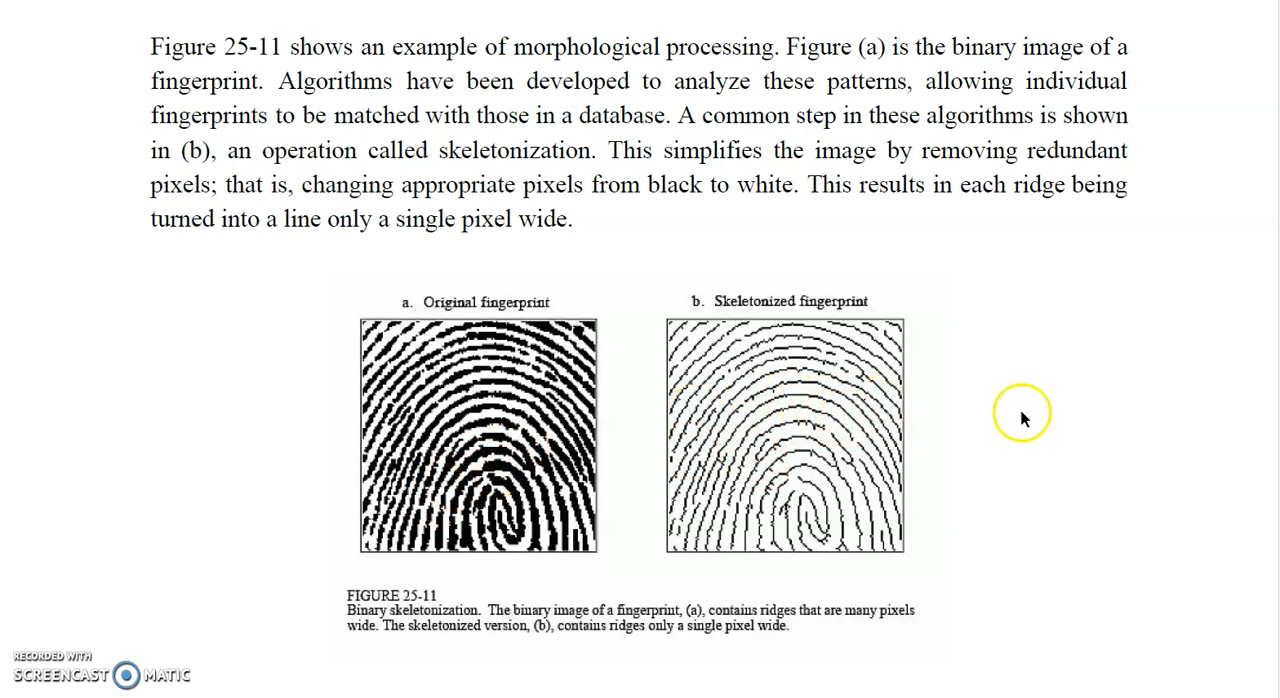 Figure 25-11 shows an example of morphological processing. Figure (a) is the binary image of a
fingerprint. Algorithms have been developed to analyze these patterns, allowing individual
fingerprints to be matched with those in a database. A common step in these algorithms is shown
in (b), an operation called skeletonization. This simplifies the image by removing redundant
pixels; that is, changing appropriate pixels from black to white. This results in each ridge being
turned into a line only a single pixel wide.
a. Original fingerprint
b. Skeletonized fingerprint
FIGURE 25-11
Binary skeletonization. The binary image of a fingerprint, (a), contains ridges that are many pixels
wide. The skeletonized version, (b), contains ridges only a single pixel wide.
RECORDED WITH
SCREENCAST MATIC